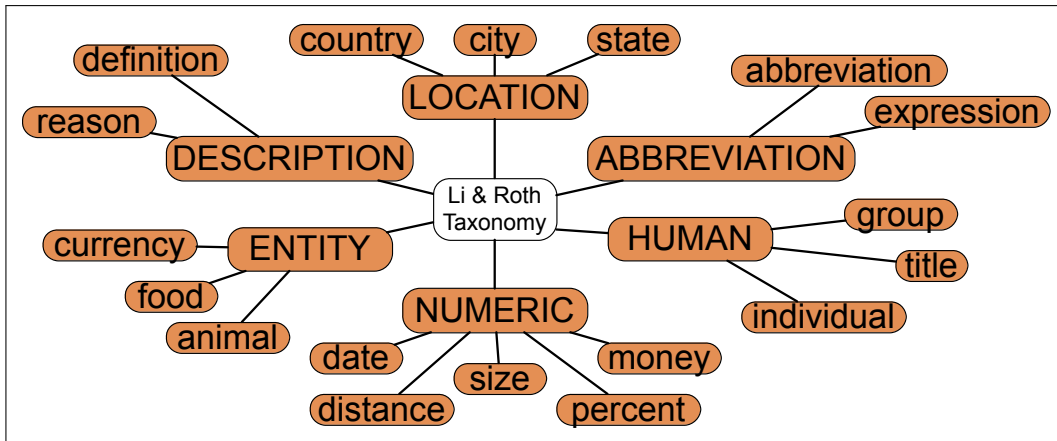 country
city
state
definition
abbreviation
LOCATION
expression
reason
DESCRIPTION
ABBREVIATION
Li & Roth
Taxonomy
group
currency
ENTITY
HUMAN
title
food
NUMERIC
individual
animal
date
money
size
distance
percent